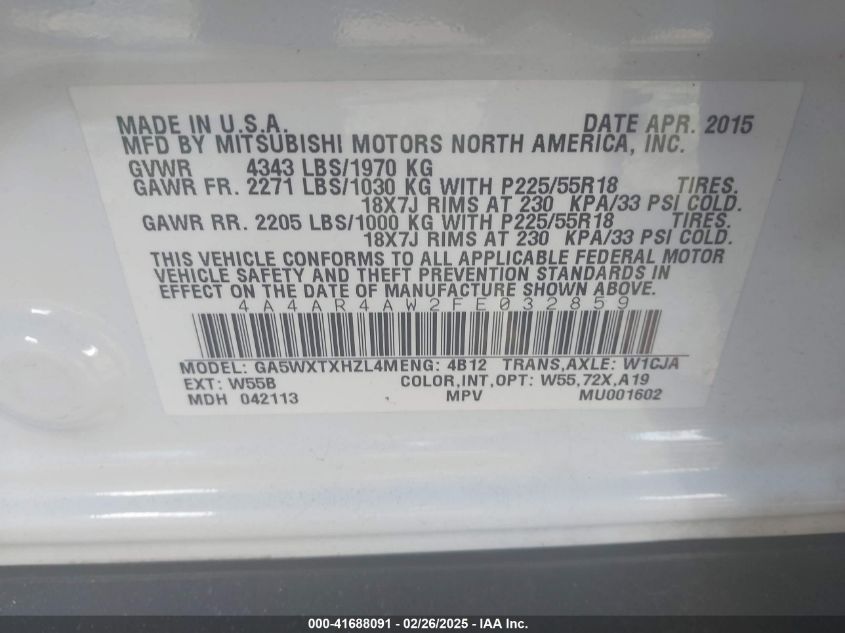 MADE IN U.S.A. DATE APR. 2015
MFD BY MITSUBISHI MOTORS NORTH AMERICA, INC.
GVWR 4343 LBS/1970 KG
GAWR FR. 2271 LBS/1030 KG WITH P225/55R18 TIRES.
18X7J RIMS AT 230 KPA/33 PSI COLD.
GAWR RR. 2205 LBS/1000 KG WITH P225/55R18 TIRES.
18X7J RIMS AT 230 KPA/33 PSI COLD.
THIS VEHICLE CONFORMS TO ALL APPLICABLE FEDERAL MOTOR
VEHICLE SAFETY AND THEFT PREVENTION STANDARDS IN
EFFECT ON THE DATE OF MANUFACTURE SHOWN ABOVE.
4A4AR4AW2FE032859
MODEL: GA5WXTXHZL4MENG: 4B12 TRANS,AXLE: W1CJA
EXT: W55B COLOR,INT,OPT: W55,72X,A19
MDH 042113 MPV MU001602
000-41688091 - 02/26/2025 - IAA Inc.